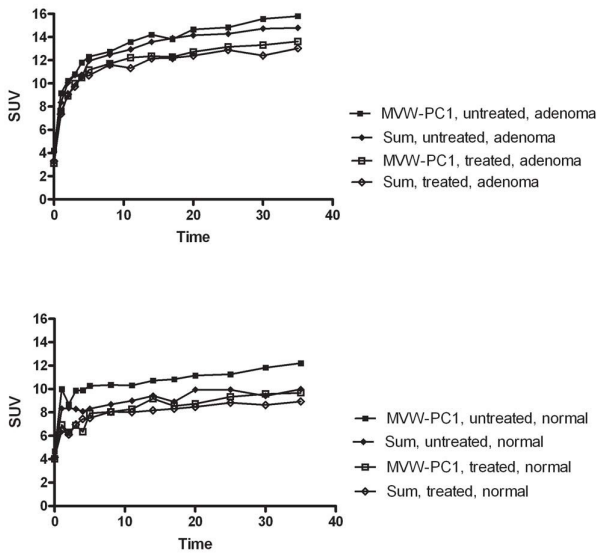 16
14
12
10
8
6
4
2
0
SUV
0 10 20 30 40
Time
MVW-PC1, untreated, adenoma
Sum, untreated, adenoma
MVW-PC1, treated, adenoma
Sum, treated, adenoma
16
14
12
10
8
6
4
2
0
SUV
0 10 20 30 40
Time
MVW-PC1, untreated, normal
Sum, untreated, normal
MVW-PC1, treated, normal
Sum, treated, normal